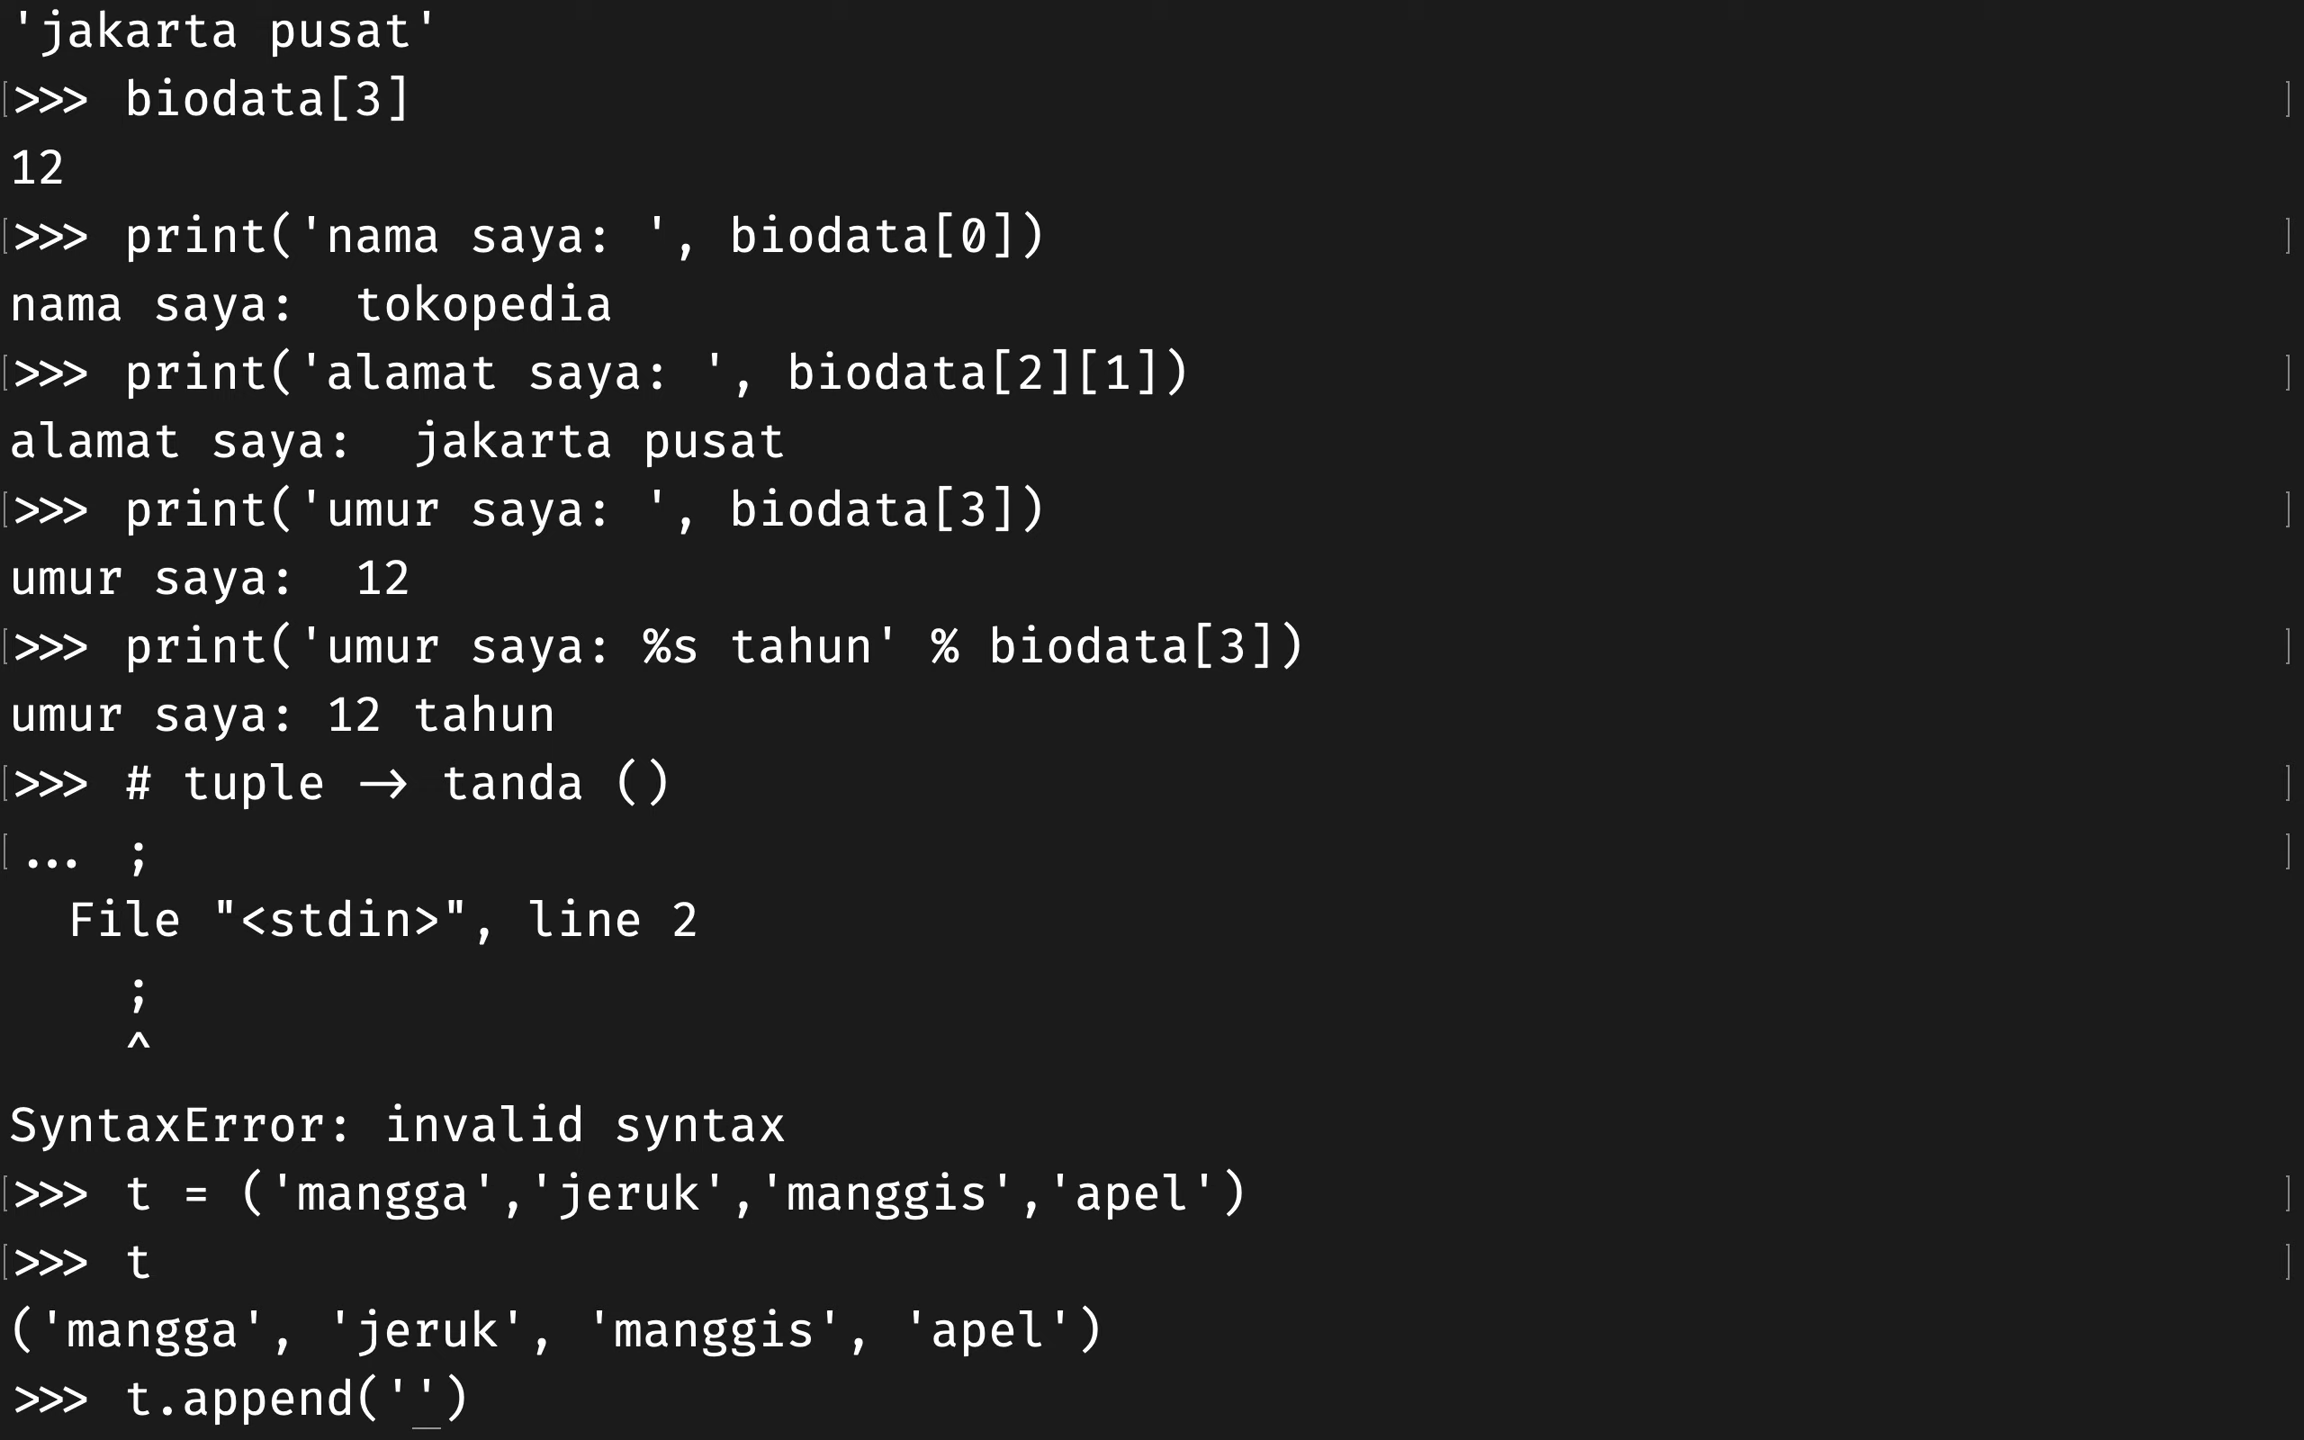 'jakarta pusat'
>>> biodata[3]
12
>>> print('nama saya: ', biodata[0])
nama saya:  tokopedia
>>> print('alamat saya: ', biodata[2][1])
alamat saya:  jakarta pusat
>>> print('umur saya: ', biodata[3])
umur saya:  12
>>> print('umur saya: %s tahun' % biodata[3])
umur saya: 12 tahun
>>> # tuple -> tanda ()
... ;
  File "<stdin>", line 2
    ;
    ^
SyntaxError: invalid syntax
>>> t = ('mangga','jeruk','manggis','apel')
>>> t
('mangga', 'jeruk', 'manggis', 'apel')
>>> t.append('')